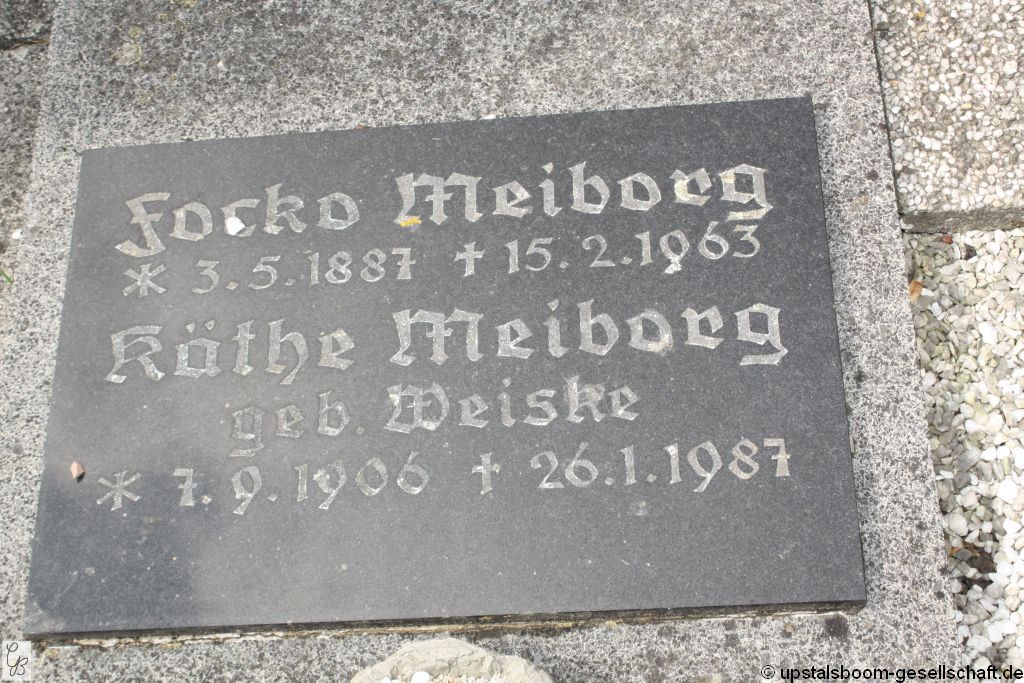 Focko Meiborg
* 3.5.1887 † 15.2.1963
Käthe Meiborg
geb. Weiske
* 7.9.1906 † 26.1.1987
© upstalsboom-gesellschaft.de